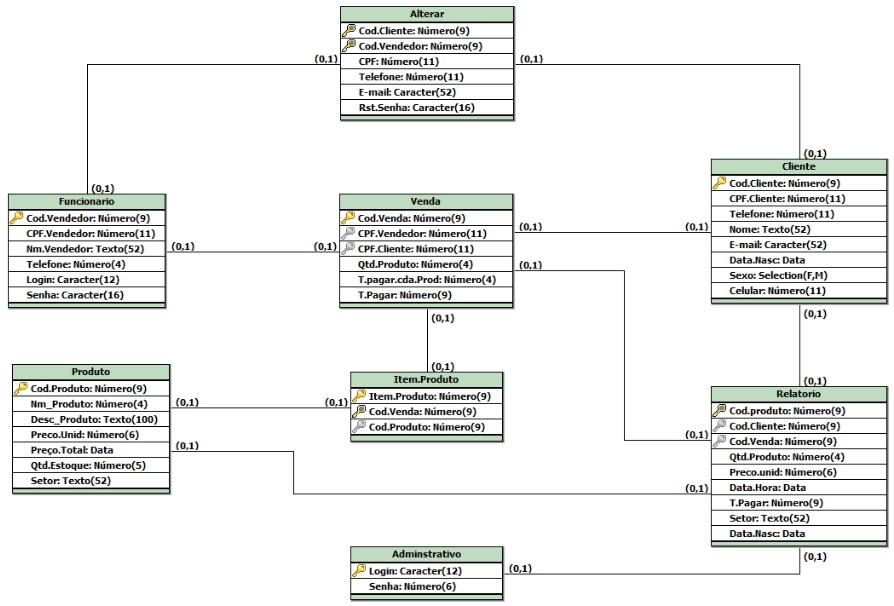 Alterar
Cod.Cliente: Número(9)
Cod.Vendedor: Número(9)
CPF: Número(11)
Telefone: Número(11)
E-mail: Caracter(52)
Rst.Senha: Caracter(16)
(0,1)
(0,1)
(0,1)
(0,1)
Funcionario
Cod.Vendedor: Número(9)
CPF.Vendedor: Número(11)
Nm.Vendedor: Texto(52)
Telefone: Número(4)
Login: Caracter(12)
Senha: Caracter(16)
(0,1)
(0,1)
Venda
Cod.Venda: Número(9)
CPF.Vendedor: Número(11)
CPF.Cliente: Número(11)
Qtd.Produto: Número(4)
T.pagar.cda.Prod: Número(4)
T.Pagar: Número(9)
(0,1)
(0,1)
(0,1)
(0,1)
Cliente
Cod.Cliente: Número(9)
CPF.Cliente: Número(11)
Telefone: Número(11)
Nome: Texto(52)
E-mail: Caracter(52)
Data.Nasc: Data
Sexo: Selection(F,M)
Celular: Número(11)
(0,1)
(0,1)
(0,1)
Produto
Cod.Produto: Número(9)
Nm_Produto: Número(4)
Desc_Produto: Texto(100)
Preco.Unid: Número(6)
Preço.Total: Data
Qtd.Estoque: Número(5)
Setor: Texto(52)
(0,1)
(0,1)
(0,1)
Item.Produto
Item.Produto: Número(9)
Cod.Venda: Número(9)
Cod.Produto: Número(9)
Relatorio
Cod.produto: Número(9)
Cod.Cliente: Número(9)
Cod.Venda: Número(9)
Qtd.Produto: Número(4)
Preco.unid: Número(6)
Data.Hora: Data
T.Pagar: Número(9)
Setor: Texto(52)
Data.Nasc: Data
(0,1)
(0,1)
(0,1)
Adminstrativo
Login: Caracter(12)
Senha: Número(6)
(0,1)